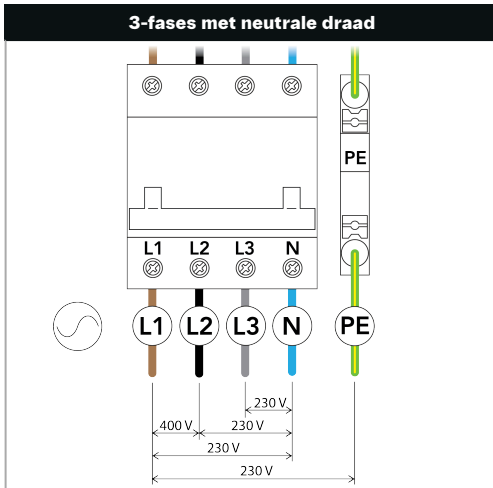 3-fases met neutrale draad
PE
L1 L2 L3 N
L1 L2 L3 N PE
230 V
400 V 230 V
230 V
230 V